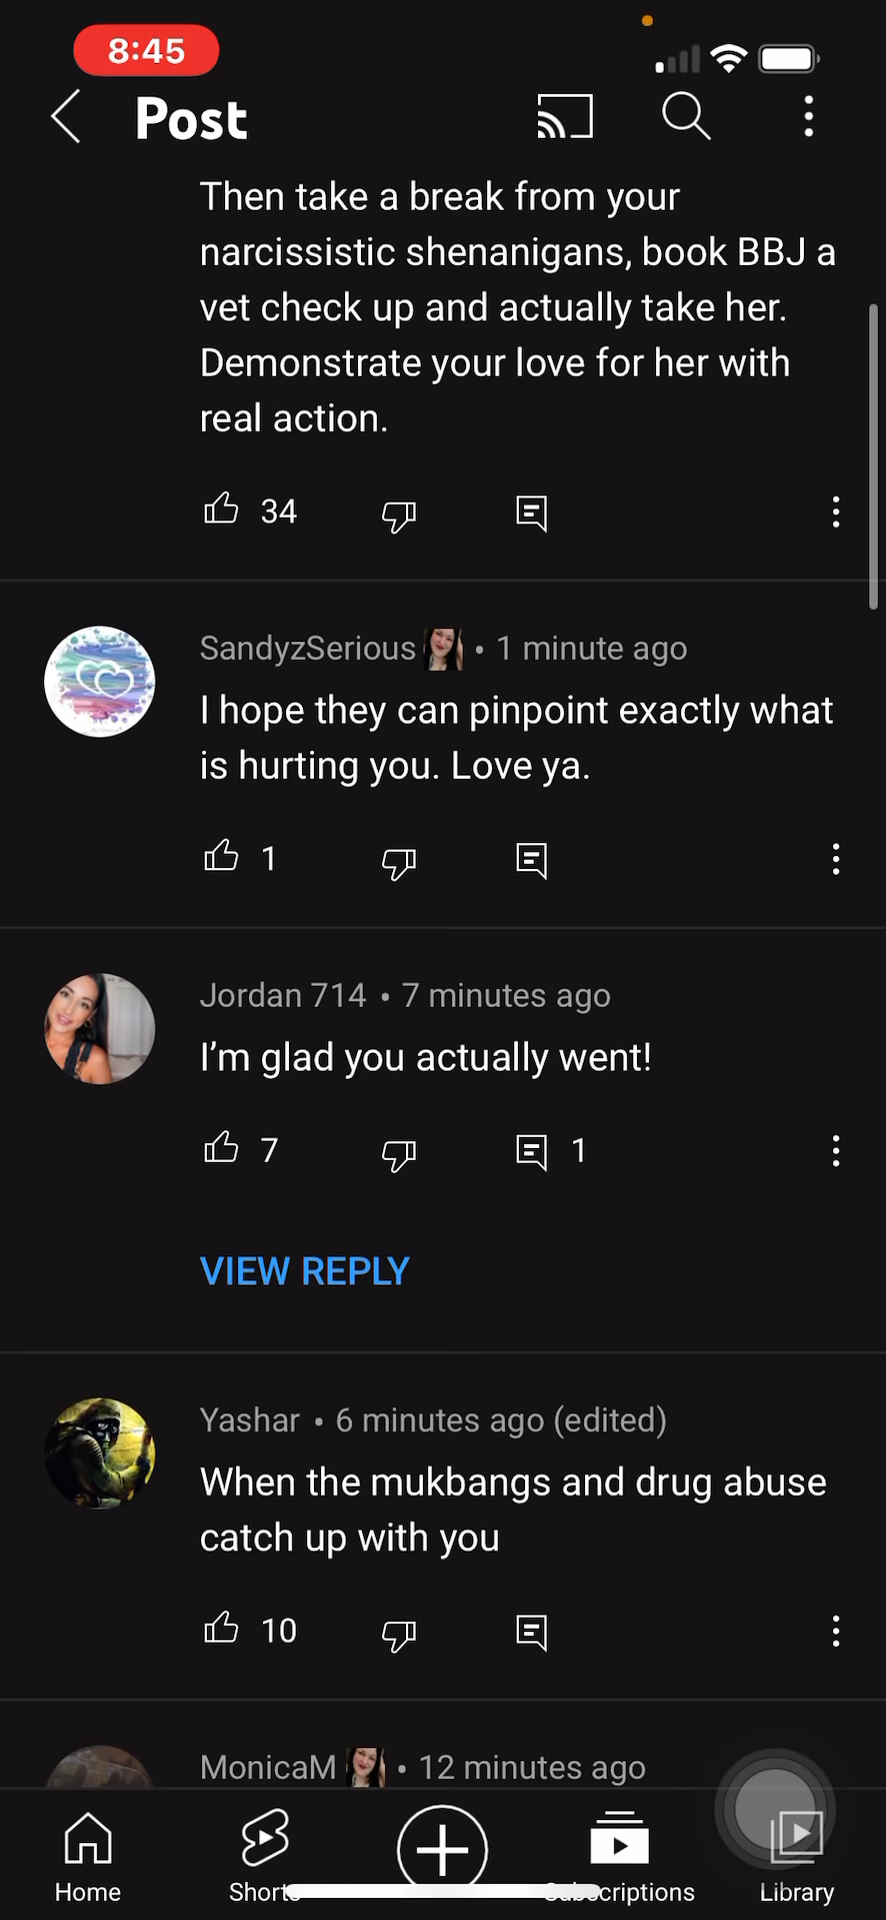 8:45
Post
Then take a break from your
narcissistic shenanigans, book BBJ a
vet check up and actually take her.
Demonstrate your love for her with
real action.
34
SandyzSerious • 1 minute ago
I hope they can pinpoint exactly what
is hurting you. Love ya.
1
Jordan 714 • 7 minutes ago
I'm glad you actually went!
7 1
VIEW REPLY
Yashar • 6 minutes ago (edited)
When the mukbangs and drug abuse
catch up with you
10
MonicaM • 12 minutes ago
Home Shorts Subscriptions Library